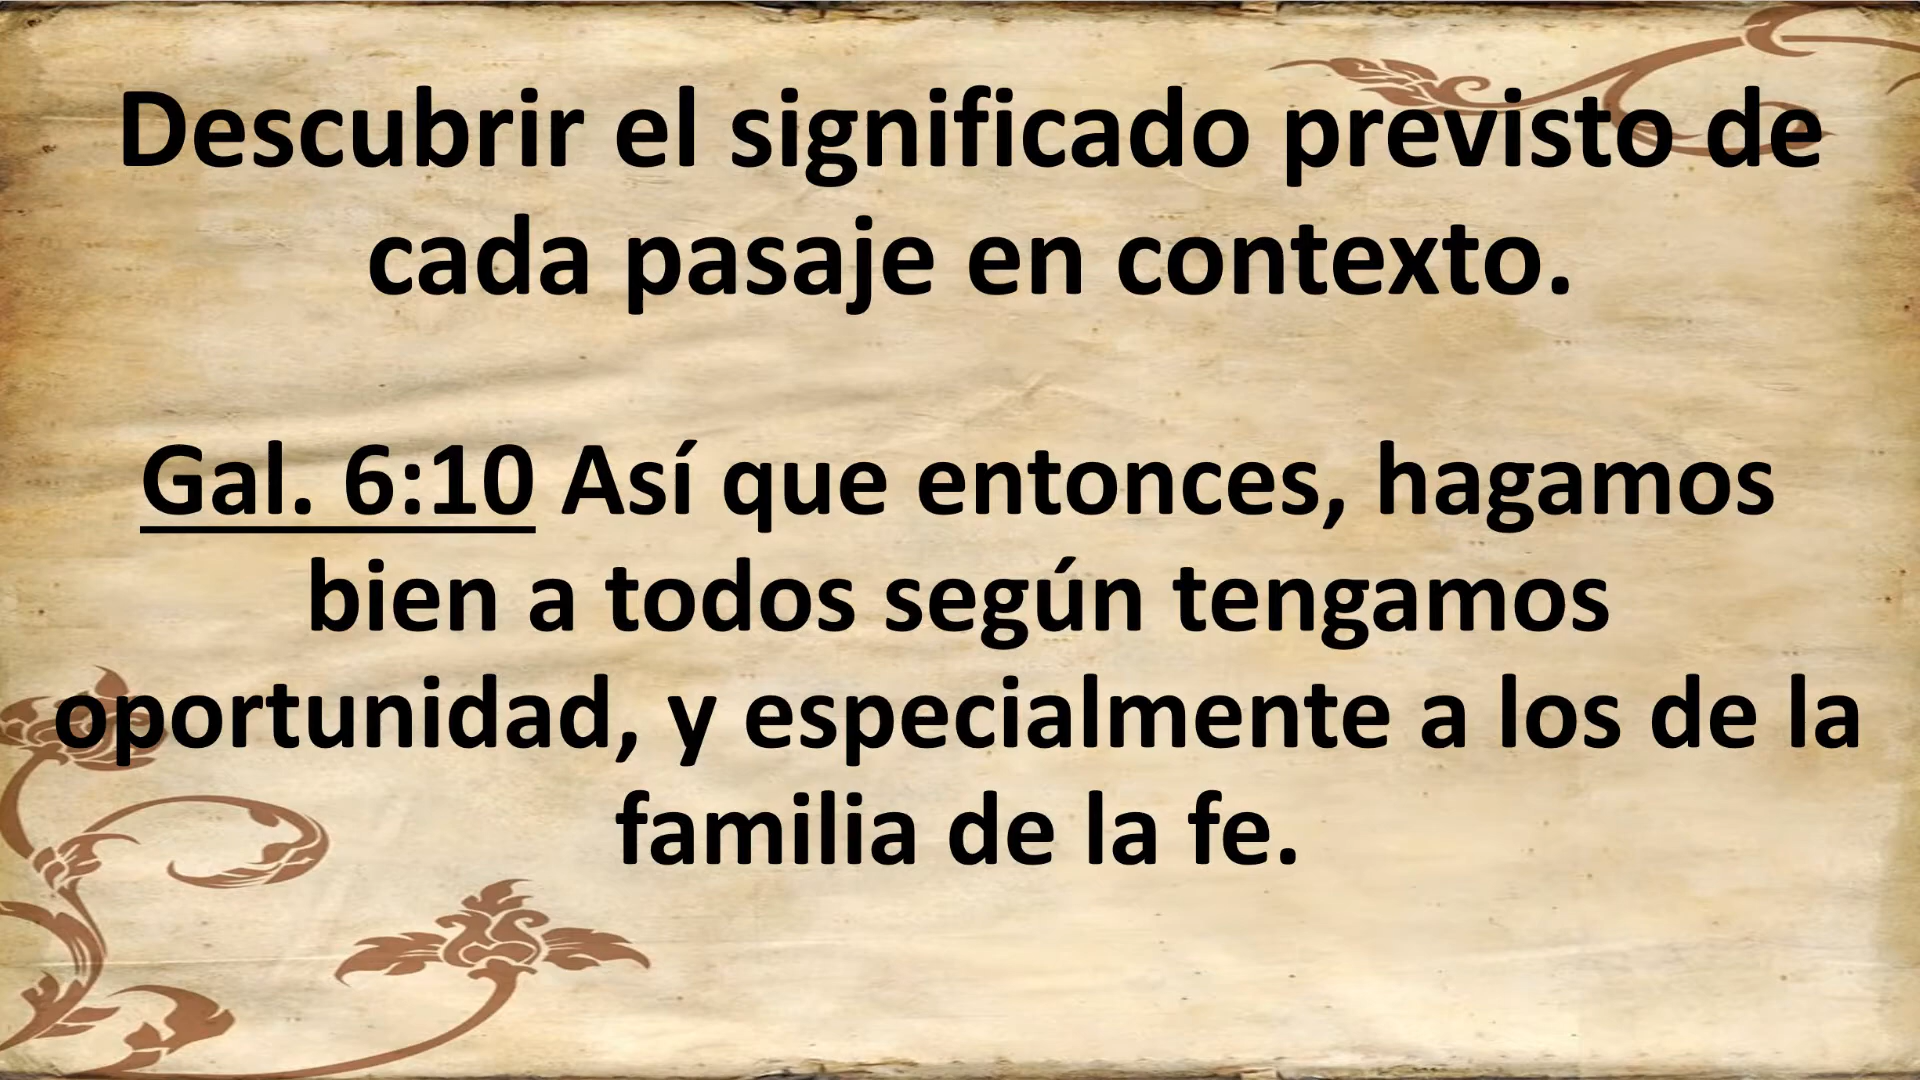 Descubrir el significado previsto de
cada pasaje en contexto.
Gal. 6:10 Así que entonces, hagamos
bien a todos según tengamos
oportunidad, y especialmente a los de la
familia de la fe.